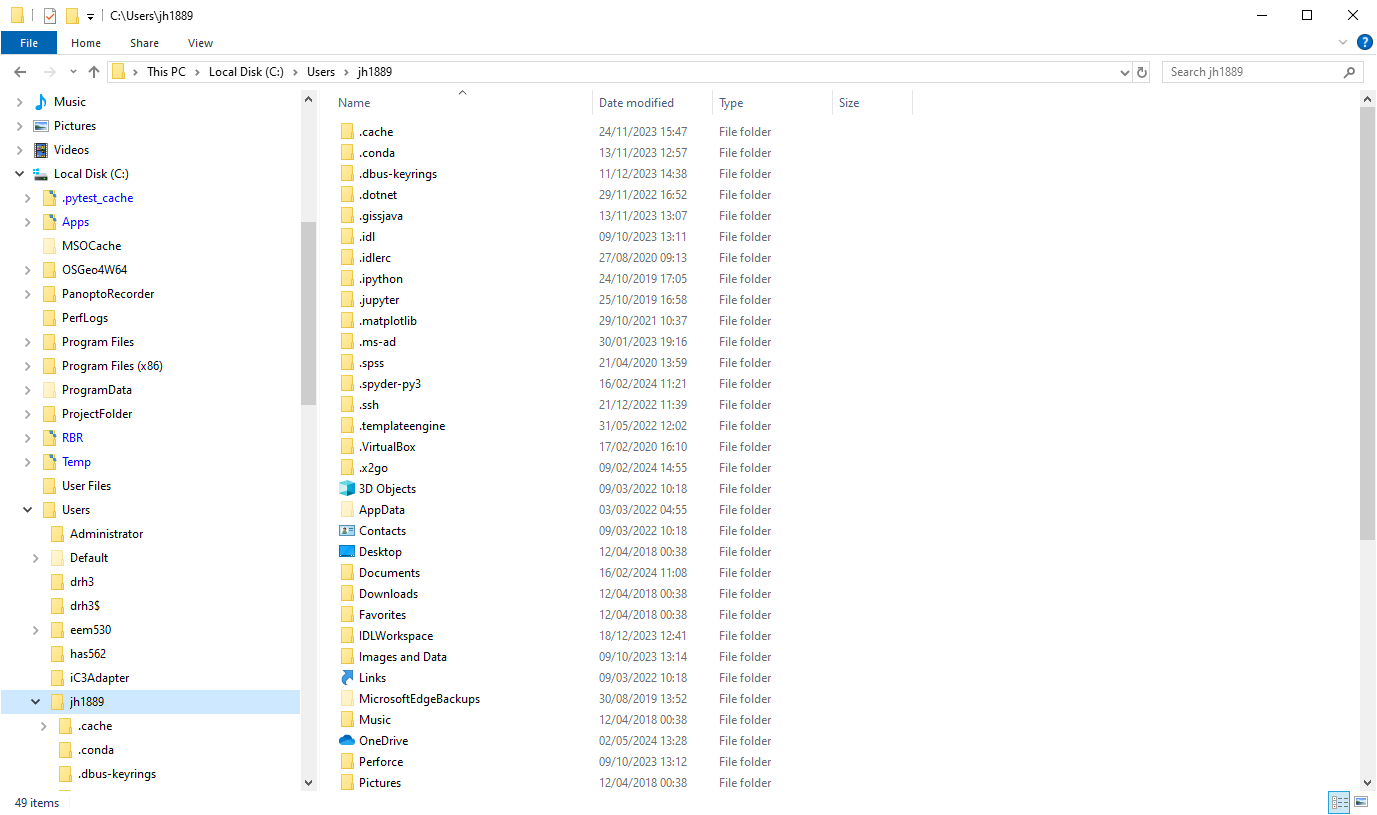 C:\Users\jh1889
File Home Share View
This PC Local Disk (C:) Users jh1889 Search jh1889
Music
Pictures
Videos
Local Disk (C:)
.pytest_cache
Apps
MSOCache
OSGeo4W64
PanoptoRecorder
PerfLogs
Program Files
Program Files (x86)
ProgramData
ProjectFolder
RBR
Temp
User Files
Users
Administrator
Default
drh3
drh3$
eem530
has562
iC3Adapter
jh1889
.cache
.conda
.dbus-keyrings
Name Date modified Type Size
.cache 24/11/2023 15:47 File folder
.conda 13/11/2023 12:57 File folder
.dbus-keyrings 11/12/2023 14:38 File folder
.dotnet 29/11/2022 16:52 File folder
.gissjava 13/11/2023 13:07 File folder
.idl 09/10/2023 13:11 File folder
.idlerc 27/08/2020 09:13 File folder
.ipython 24/10/2019 17:05 File folder
.jupyter 25/10/2019 16:58 File folder
.matplotlib 29/10/2021 10:37 File folder
.ms-ad 30/01/2023 19:16 File folder
.spss 21/04/2020 13:59 File folder
.spyder-py3 16/02/2024 11:21 File folder
.ssh 21/12/2022 11:39 File folder
.templateengine 31/05/2022 12:02 File folder
.VirtualBox 17/02/2020 16:10 File folder
.x2go 09/02/2024 14:55 File folder
3D Objects 09/03/2022 10:18 File folder
AppData 03/03/2022 04:55 File folder
Contacts 09/03/2022 10:18 File folder
Desktop 12/04/2018 00:38 File folder
Documents 16/02/2024 11:08 File folder
Downloads 12/04/2018 00:38 File folder
Favorites 12/04/2018 00:38 File folder
IDLWorkspace 18/12/2023 12:41 File folder
Images and Data 09/10/2023 13:14 File folder
Links 09/03/2022 10:18 File folder
MicrosoftEdgeBackups 30/08/2019 13:52 File folder
Music 12/04/2018 00:38 File folder
OneDrive 02/05/2024 13:28 File folder
Perforce 09/10/2023 13:12 File folder
Pictures 12/04/2018 00:38 File folder
49 items